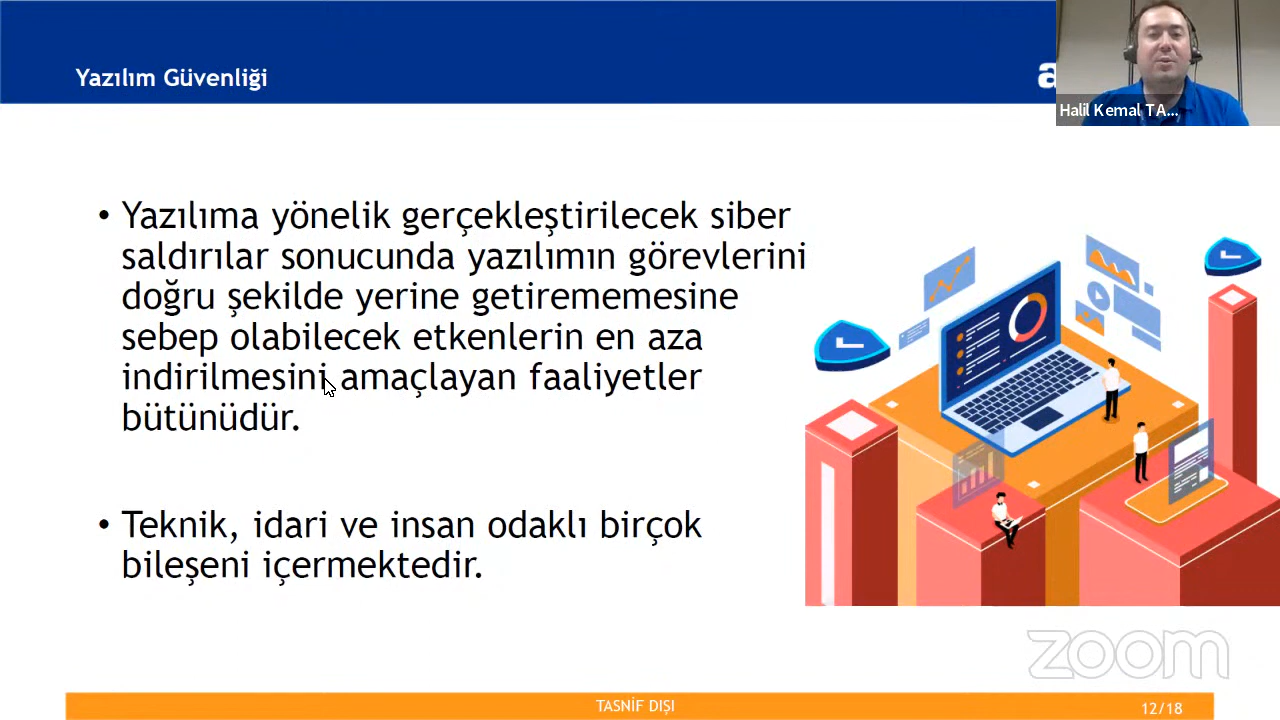 Yazılım Güvenliği
a
Halil Kemal TA...
• Yazılıma yönelik gerçekleştirilecek siber
saldırılar sonucunda yazılımın görevlerini
doğru şekilde yerine getirememesine
sebep olabilecek etkenlerin en aza
indirilmesini amaçlayan faaliyetler
bütünüdür.
• Teknik, idari ve insan odaklı birçok
bileşeni içermektedir.
zoom
TASNİF DIŞI
12/18